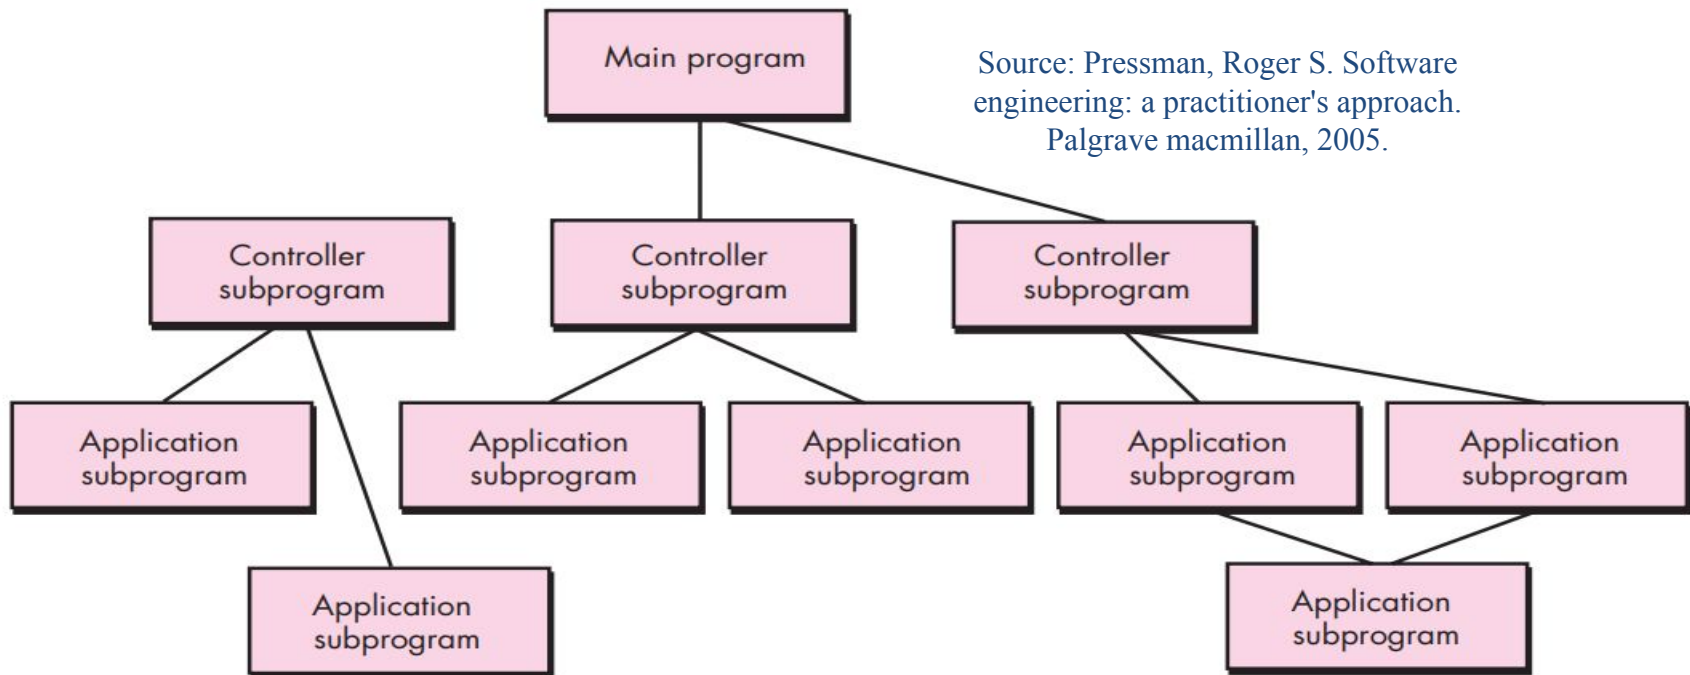 Main program
Source: Pressman, Roger S. Software
engineering: a practitioner's approach.
Palgrave macmillan, 2005.
Controller
subprogram
Controller
subprogram
Controller
subprogram
Application
subprogram
Application
subprogram
Application
subprogram
Application
subprogram
Application
subprogram
Application
subprogram
Application
subprogram